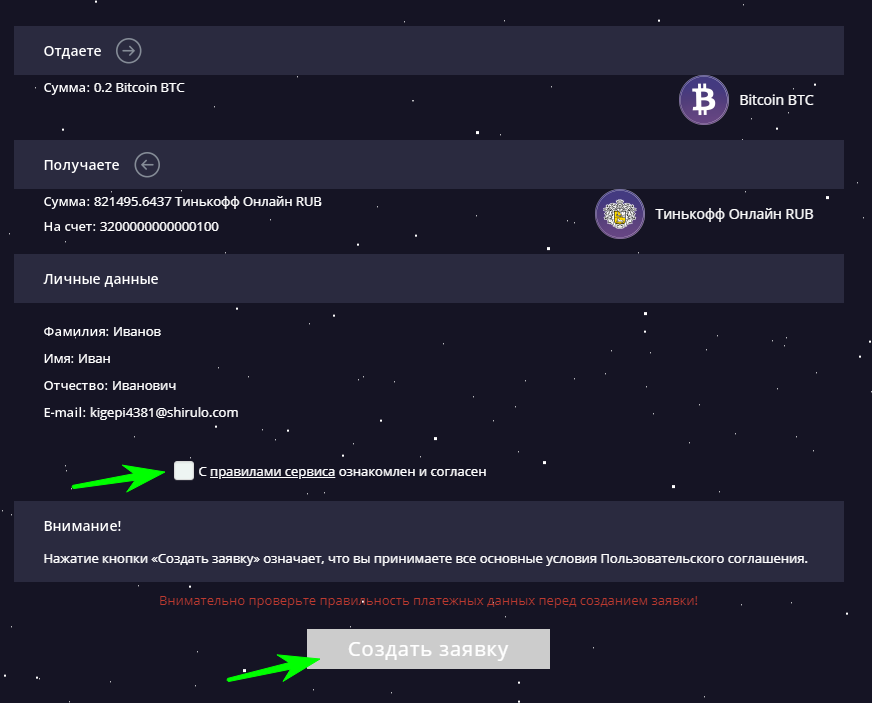 Отдаете
Сумма: 0.2 Bitcoin BTC
Bitcoin BTC
Получаете
Сумма: 821495.6437 Тинькофф Онлайн RUB
На счет: 3200000000000100
Тинькофф Онлайн RUB
Личные данные
Фамилия: Иванов
Имя: Иван
Отчество: Иванович
E-mail: kigepi4381@shirulo.com
С правилами сервиса ознакомлен и согласен
Внимание!
Нажатие кнопки «Создать заявку» означает, что вы принимаете все основные условия Пользовательского соглашения.
Внимательно проверьте правильность платежных данных перед созданием заявки!
Создать заявку